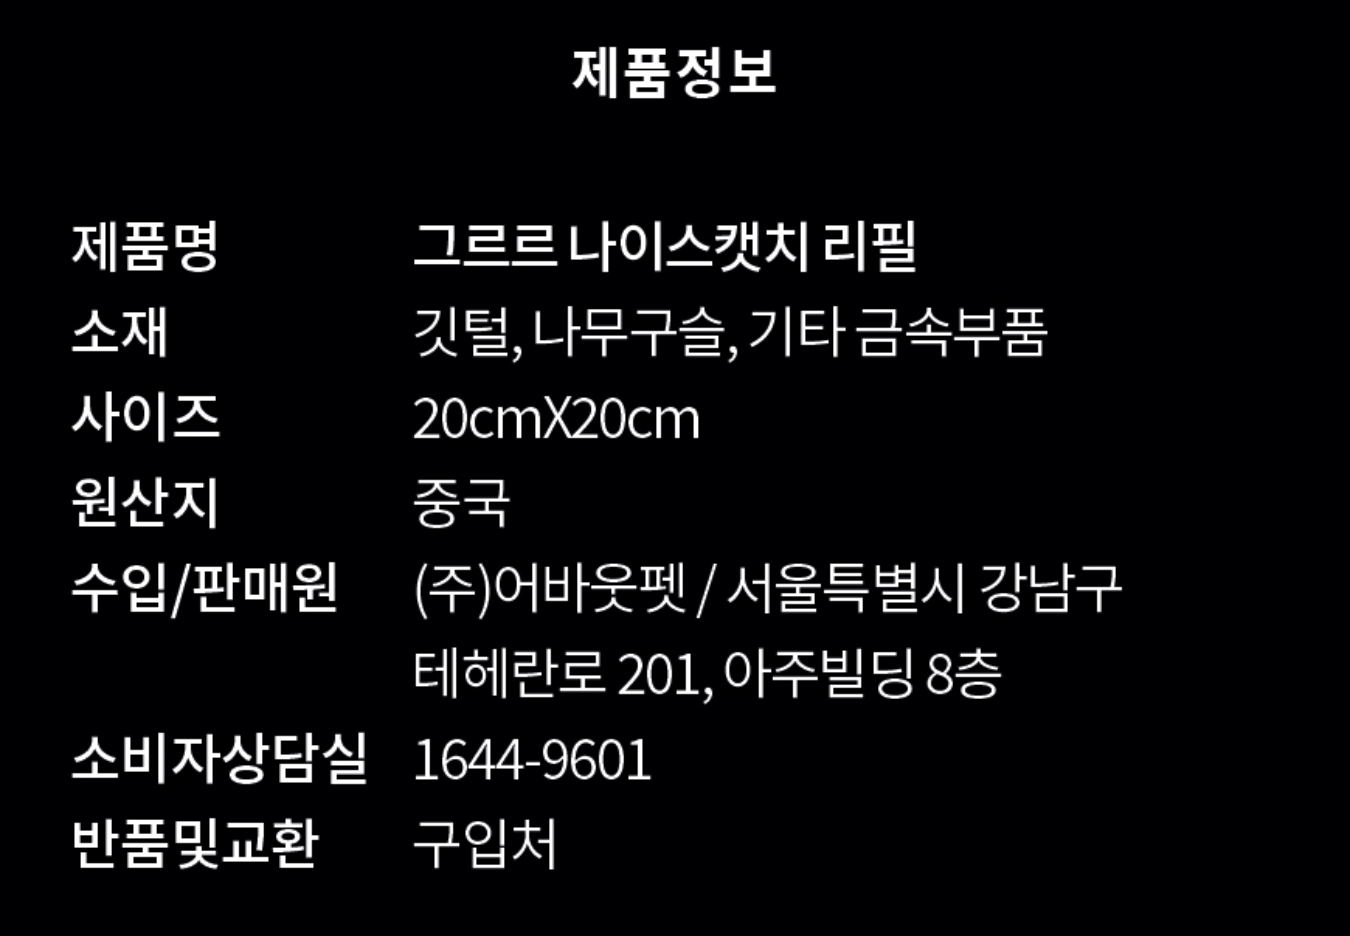 제품정보
제품명 그르르 나이스캣치 리필
소재 깃털, 나무구슬, 기타 금속부품
사이즈 20cmX20cm
원산지 중국
수입/판매원 (주)어바웃펫 / 서울특별시 강남구
테헤란로 201, 아주빌딩 8층
소비자상담실 1644-9601
반품및교환 구입처